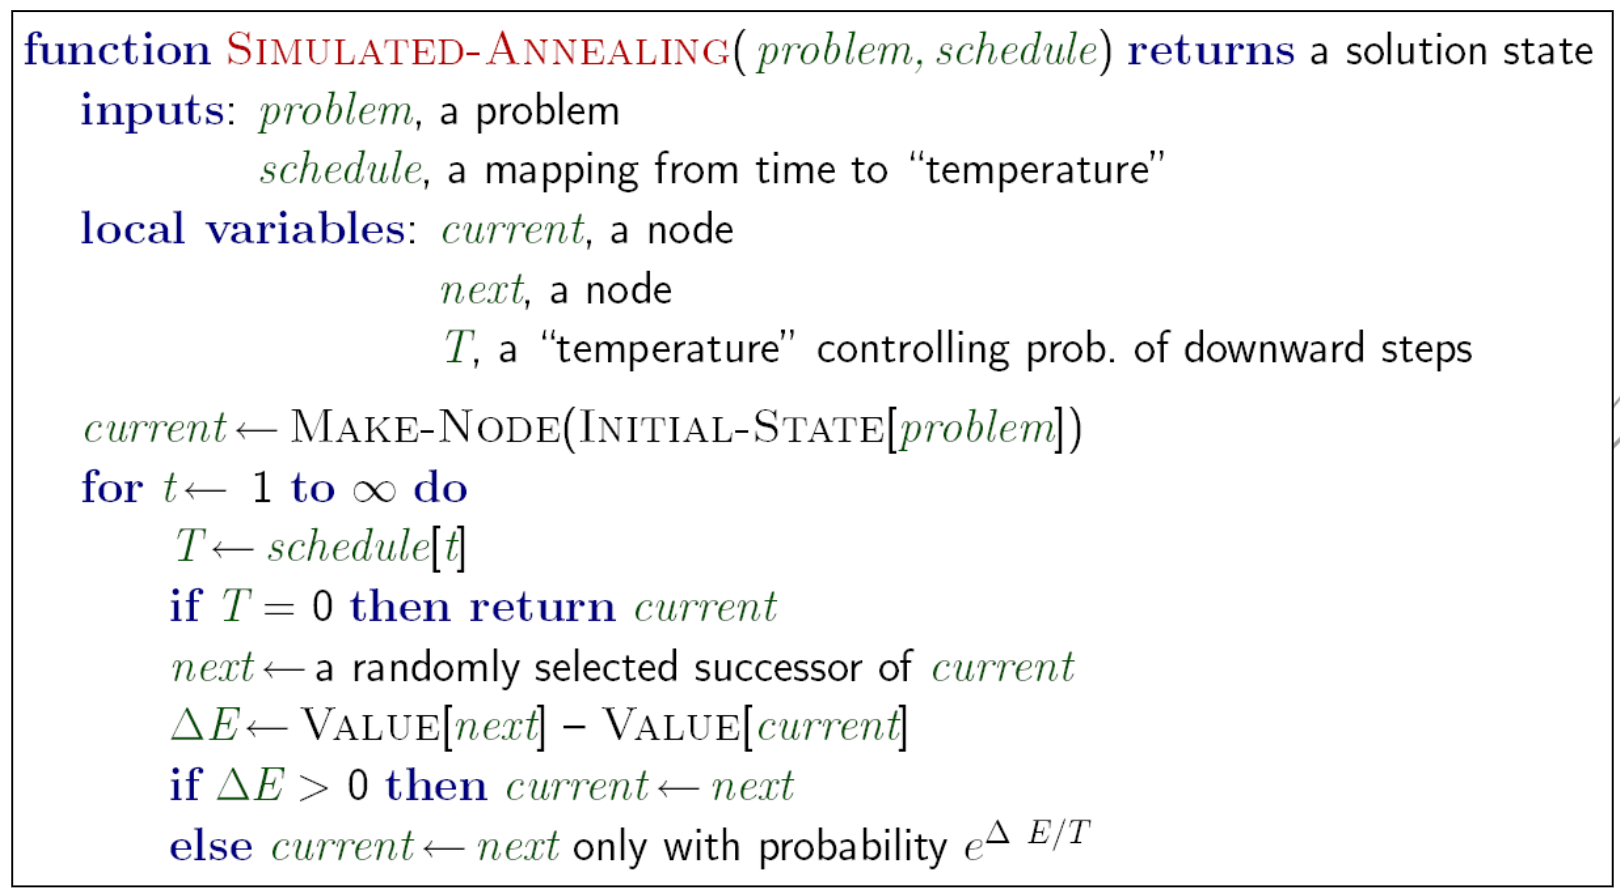 function SIMULATED-ANNEALING( problem, schedule) returns a solution state
inputs: problem, a problem
schedule, a mapping from time to “temperature”
local variables: current, a node
next, a node
T, a “temperature” controlling prob. of downward steps
current ← MAKE-NODE(INITIAL-STATE[problem])
for t ← 1 to ∞ do
T ← schedule[t]
if T = 0 then return current
next ← a randomly selected successor of current
ΔE ← VALUE[next] – VALUE[current]
if ΔE > 0 then current ← next
else current ← next only with probability e^{Δ E/T}